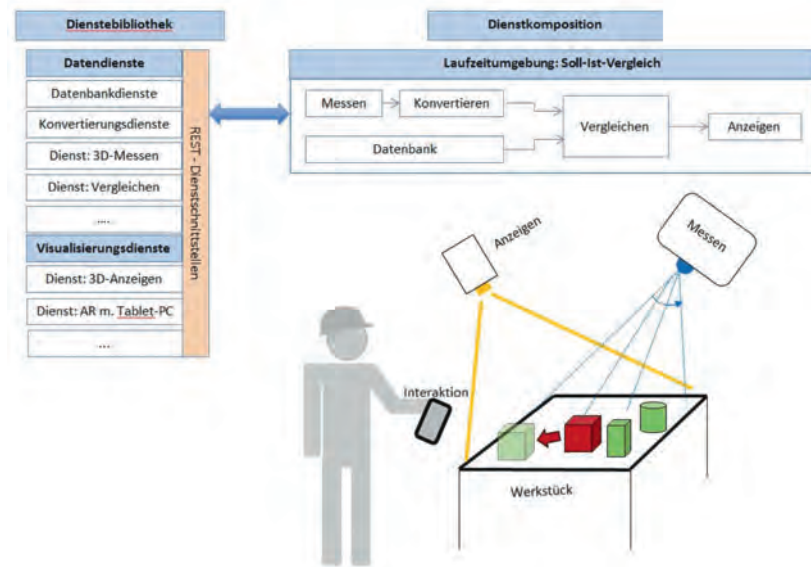 Dienstebibliothek
Datendienste
Datenbankdienste
Konvertierungsdienste
Dienst: 3D-Messen
Dienst: Vergleichen
....
Visualisierungsdienste
Dienst: 3D-Anzeigen
Dienst: AR m. Tablet-PC
...
REST - Dienstschnittstellen
Dienstkomposition
Laufzeitumgebung: Soll-Ist-Vergleich
Messen
Konvertieren
Datenbank
Vergleichen
Anzeigen
Anzeigen
Messen
Interaktion
Werkstück